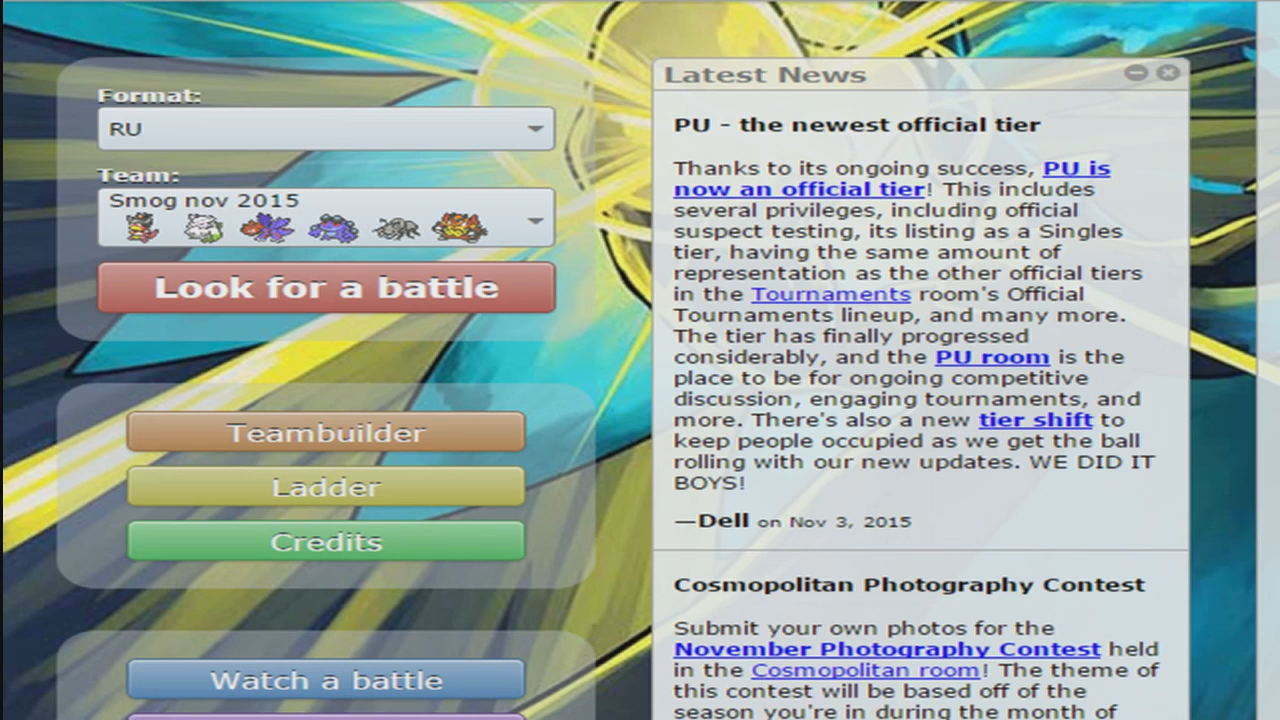 Format:
RU
Team:
Smog nov 2015
Look for a battle
Teambuilder
Ladder
Credits
Watch a battle
Latest News
PU - the newest official tier
Thanks to its ongoing success, PU is
now an official tier! This includes
several privileges, including official
suspect testing, its listing as a Singles
tier, having the same amount of
representation as the other official tiers
in the Tournaments room's Official
Tournaments lineup, and many more.
The tier has finally progressed
considerably, and the PU room is the
place to be for ongoing competitive
discussion, engaging tournaments, and
more. There's also a new tier shift to
keep people occupied as we get the ball
rolling with our new updates. WE DID IT
BOYS!
—Dell on Nov 3, 2015
Cosmopolitan Photography Contest
Submit your own photos for the
November Photography Contest held
in the Cosmopolitan room! The theme of
this contest will be based off of the
season you're in during the month of